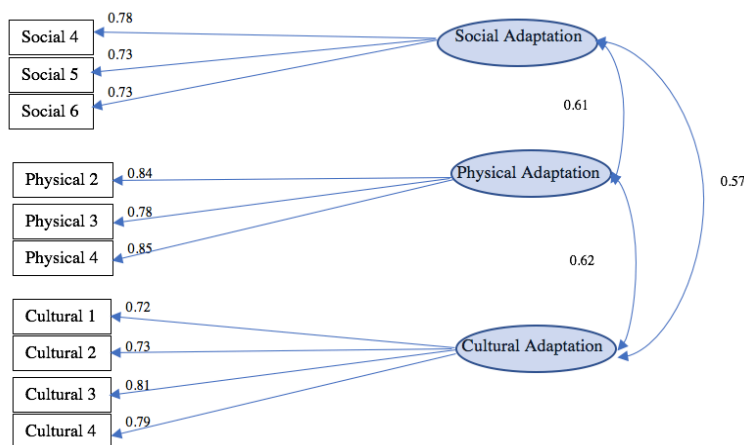 0.78
Social 4
Social Adaptation
0.73
Social 5
0.73
Social 6
0.61
0.84
Physical 2
Physical Adaptation
0.57
0.78
Physical 3
0.85
Physical 4
0.62
0.72
Cultural 1
0.73
Cultural 2
Cultural Adaptation
0.81
Cultural 3
0.79
Cultural 4